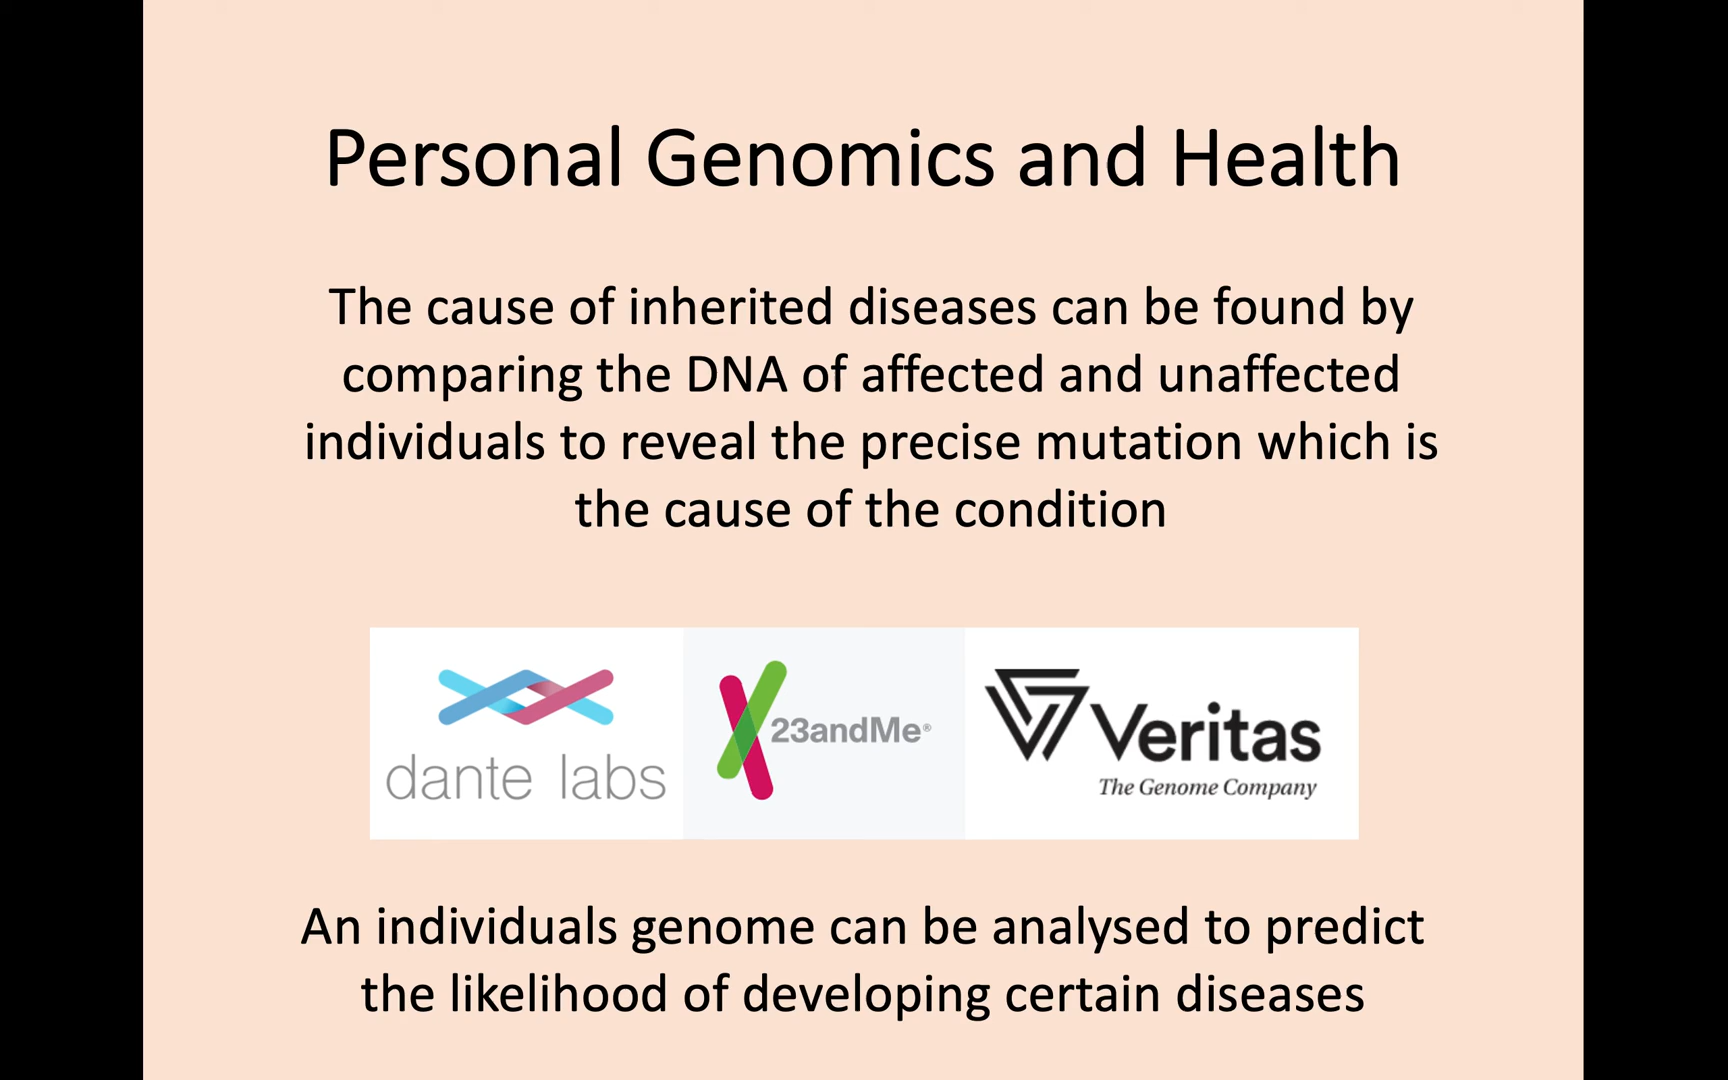 Personal Genomics and Health
The cause of inherited diseases can be found by
comparing the DNA of affected and unaffected
individuals to reveal the precise mutation which is
the cause of the condition
dante labs
23andMe®
Veritas
The Genome Company
An individuals genome can be analysed to predict
the likelihood of developing certain diseases